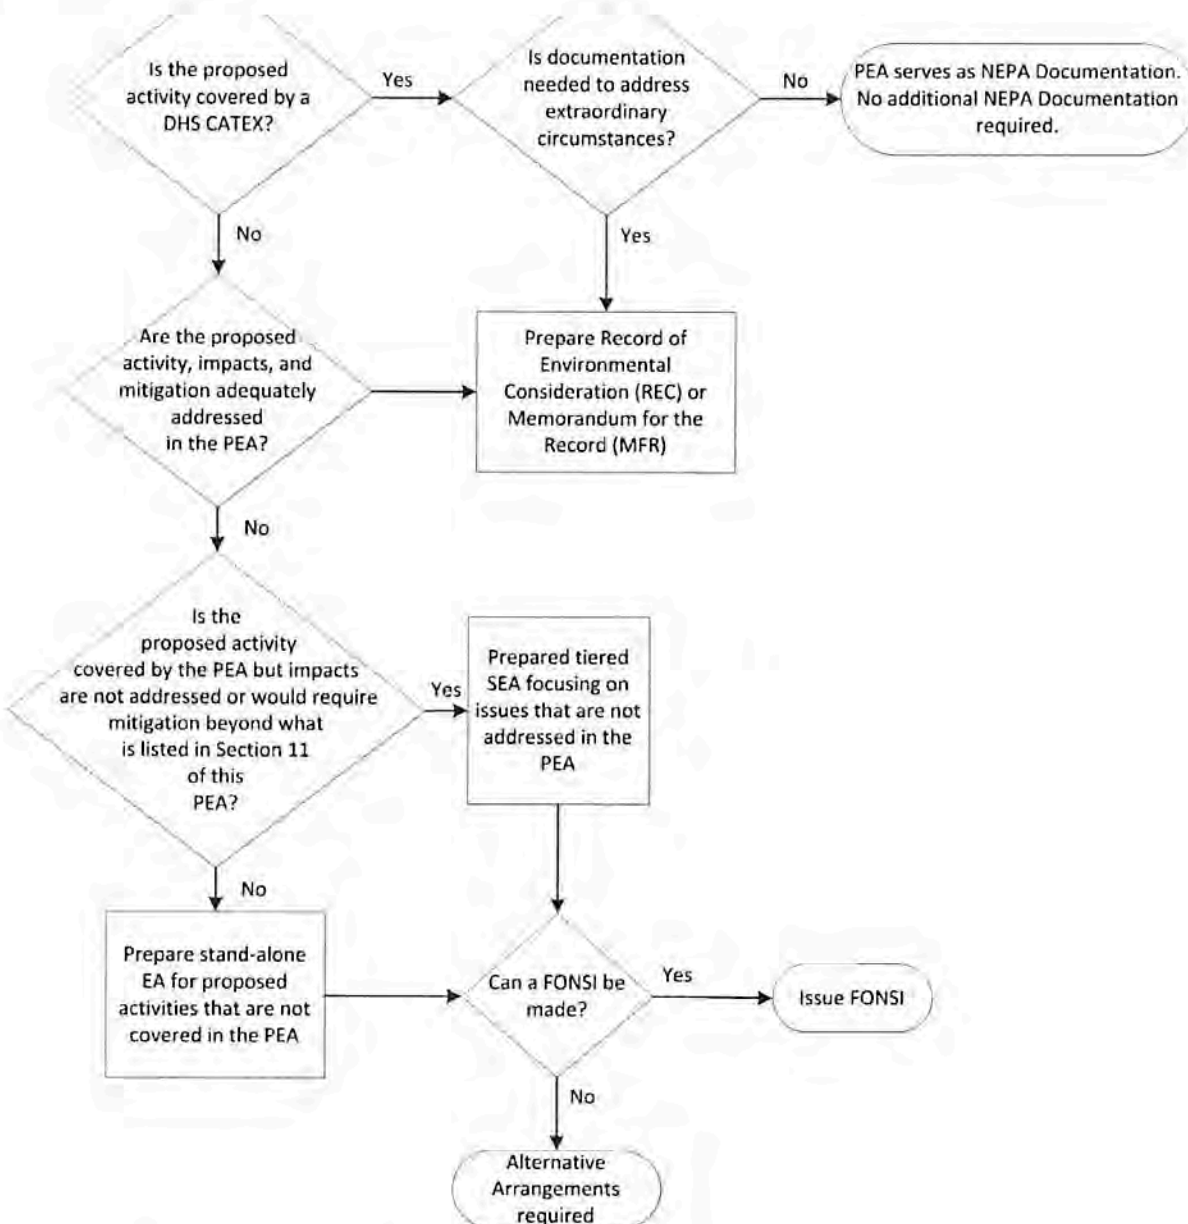 Is the proposed
activity covered by a
DHS CATEX?
Yes
Is documentation
needed to address
extraordinary
circumstances?
No
PEA serves as NEPA Documentation.
No additional NEPA Documentation
required.
No
Yes
Are the proposed
activity, impacts, and
mitigation adequately
addressed
in the PEA?
Prepare Record of
Environmental
Consideration (REC) or
Memorandum for the
Record (MFR)
No
Is the
proposed activity
covered by the PEA but impacts
are not addressed or would require
mitigation beyond what
is listed in Section 11
of this
PEA?
Yes
Prepared tiered
SEA focusing on
issues that are not
addressed in the
PEA
No
Prepare stand-alone
EA for proposed
activities that are not
covered in the PEA
Can a FONSI be
made?
Yes
Issue FONSI
No
Alternative
Arrangements
required